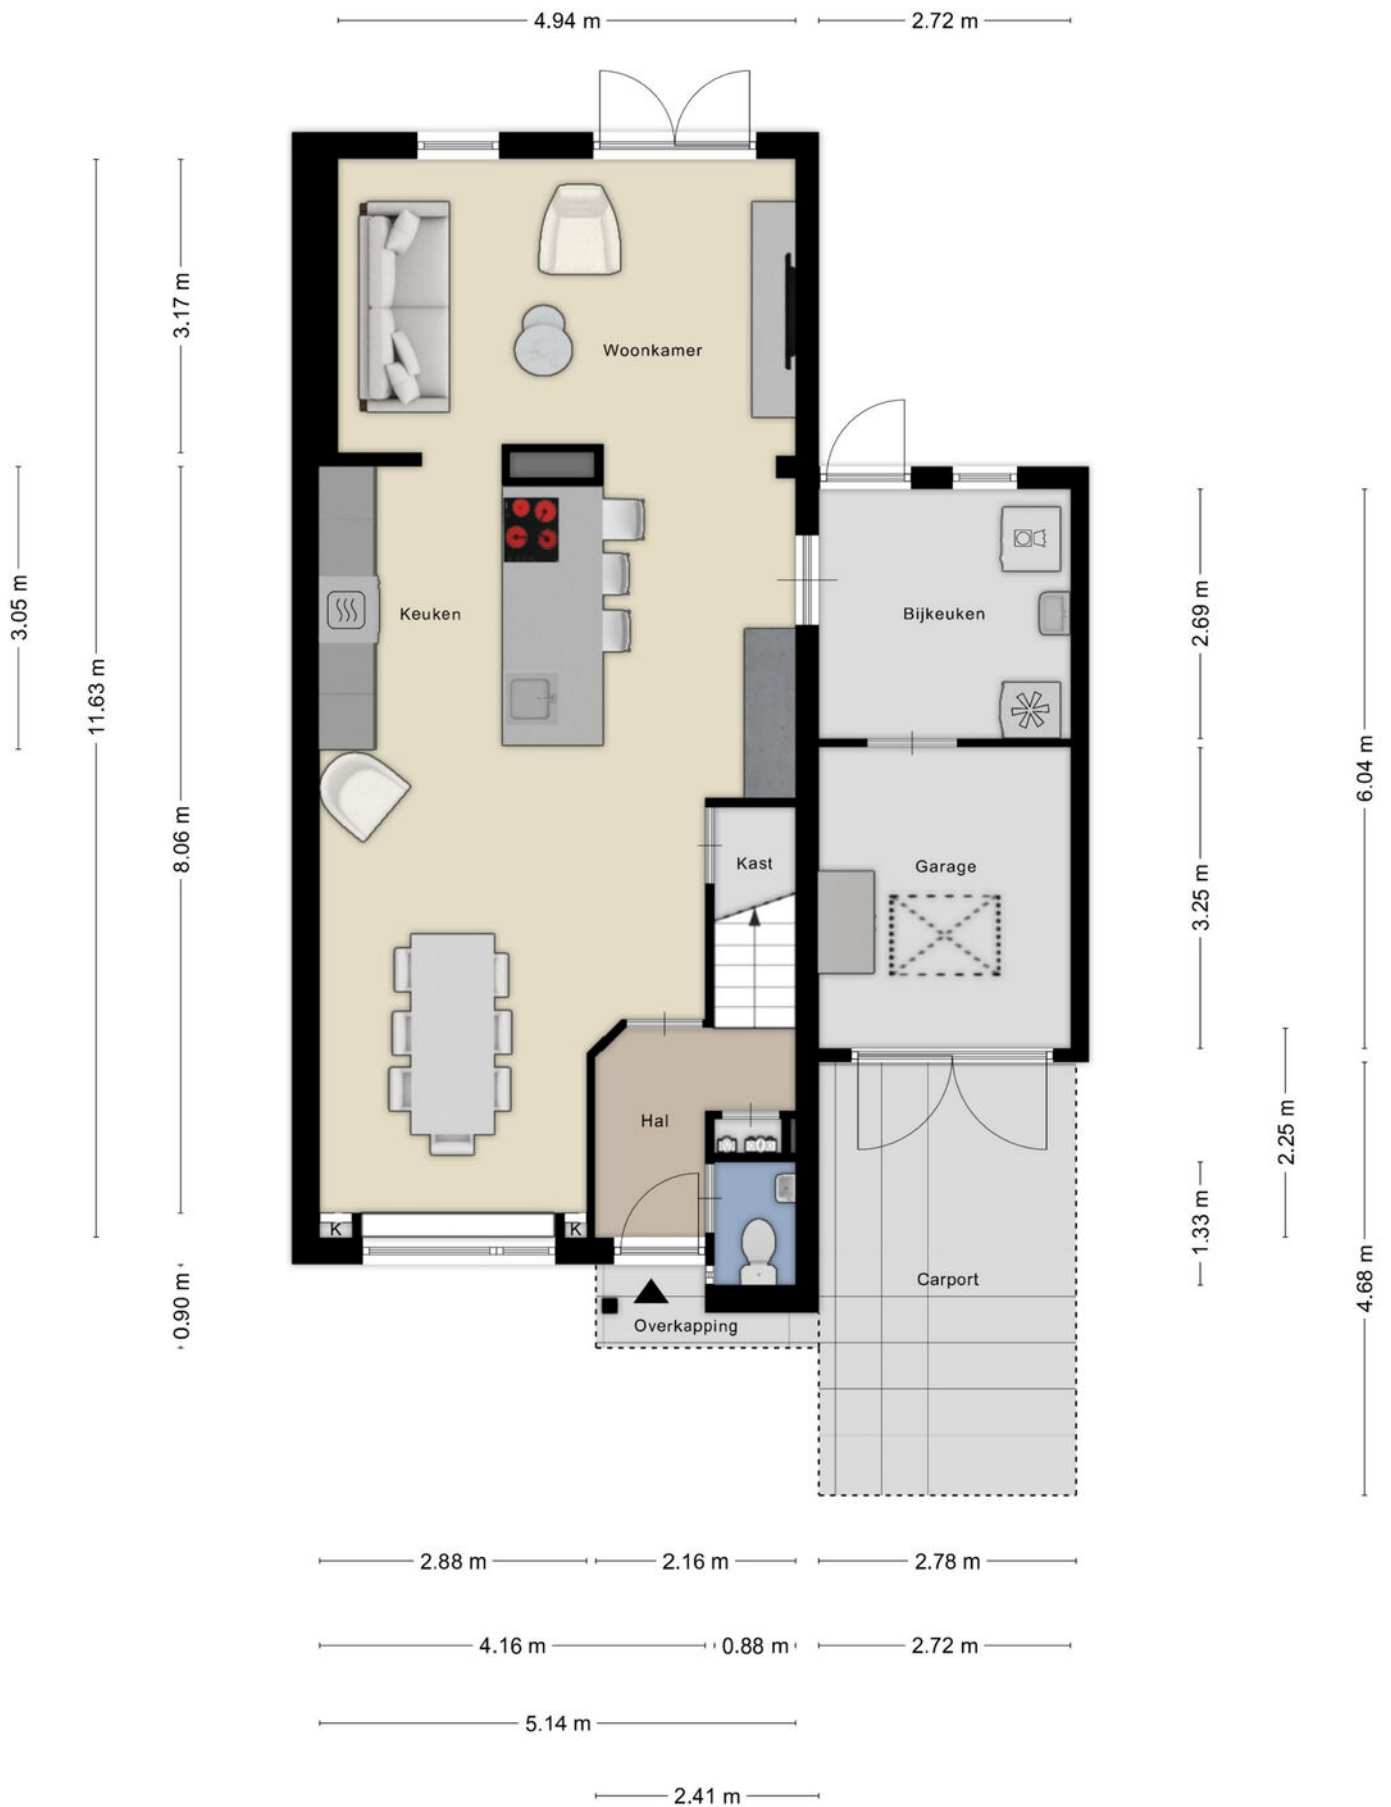 4.94 m
2.72 m
3.17 m
Woonkamer
3.05 m
Keuken
Bijkeuken
2.69 m
11.63 m
6.04 m
8.06 m
Kast
Garage
3.25 m
Hal
2.25 m
1.33 m
K
K
Carport
4.68 m
0.90 m
Overkapping
2.88 m
2.16 m
2.78 m
4.16 m
0.88 m
2.72 m
5.14 m
2.41 m